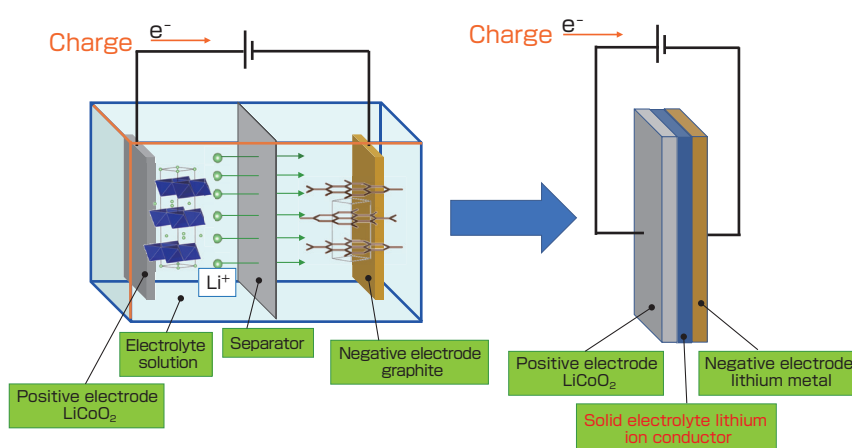 Charge e⁻
Li⁺
Electrolyte
solution
Separator
Negative electrode
graphite
Positive electrode
LiCoO₂
Charge e⁻
Positive electrode
LiCoO₂
Negative electrode
lithium metal
Solid electrolyte lithium
ion conductor